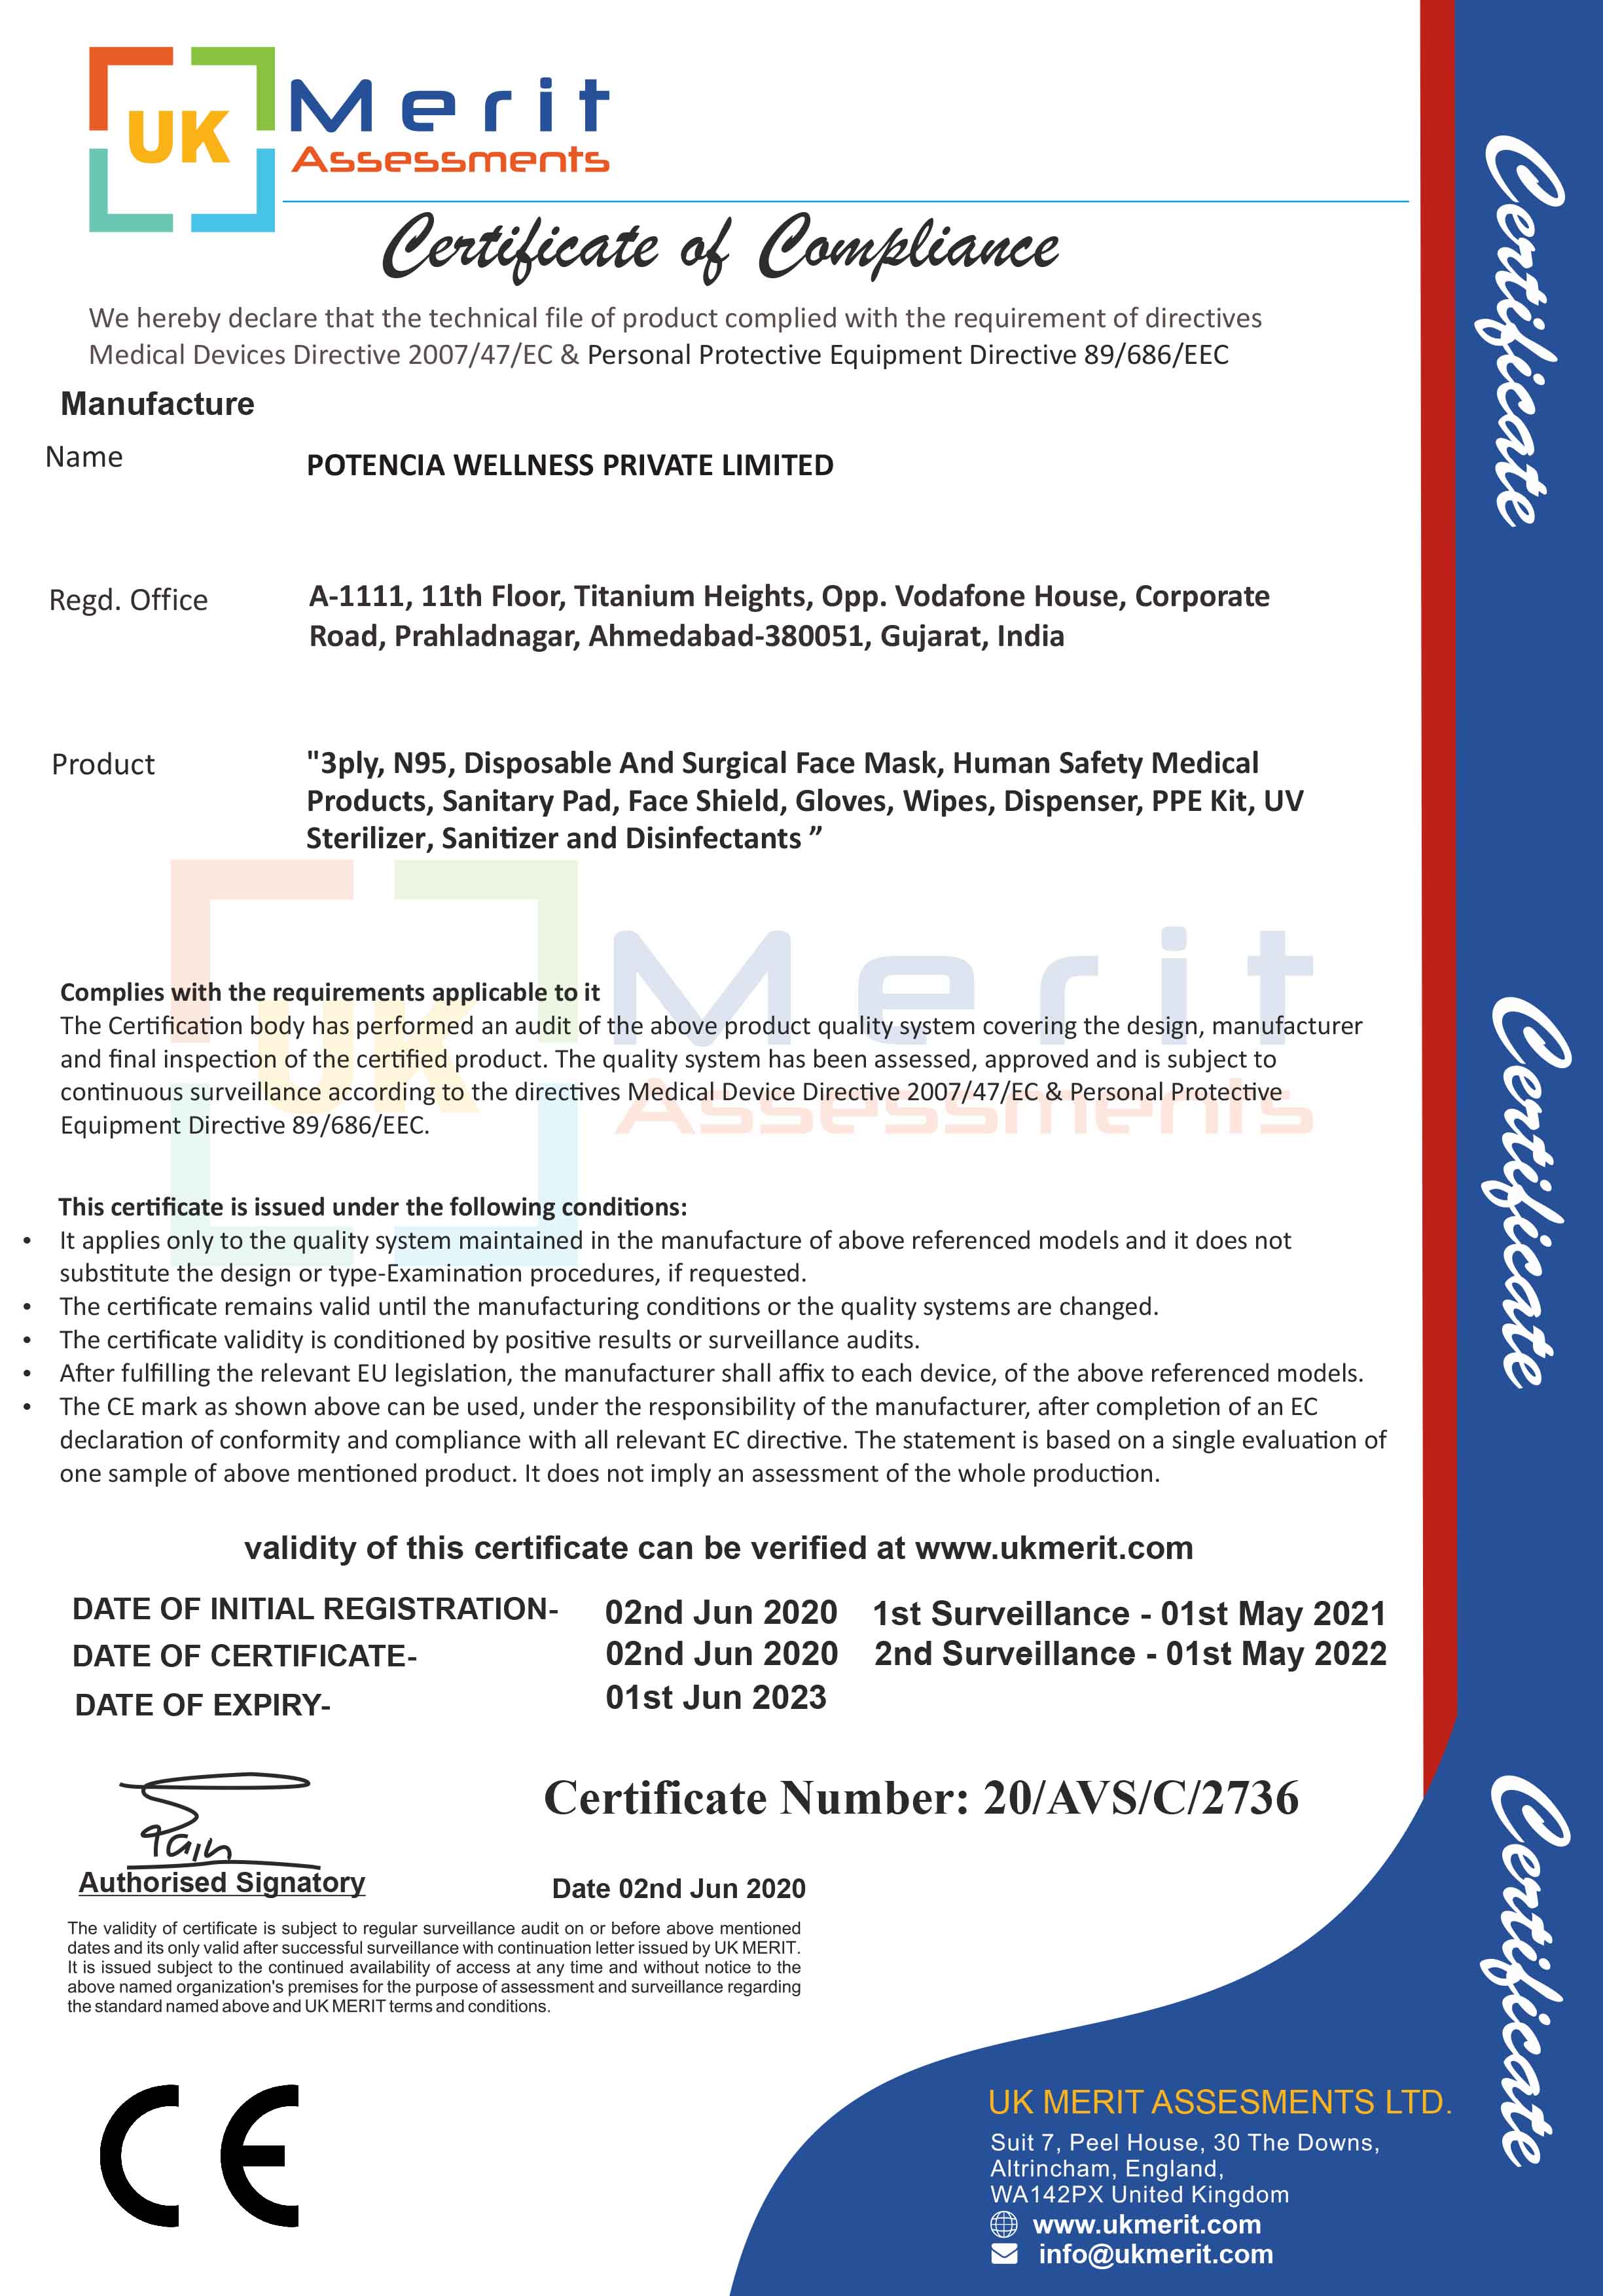 UK
Merit
Assessments
Certificate of Compliance
We hereby declare that the technical file of product complied with the requirement of directives
Medical Devices Directive 2007/47/EC & Personal Protective Equipment Directive 89/686/EEC
Manufacture
Name
POTENCIA WELLNESS PRIVATE LIMITED
Regd. Office
A-1111, 11th Floor, Titanium Heights, Opp. Vodafone House, Corporate
Road, Prahladnagar, Ahmedabad-380051, Gujarat, India
Product
"3ply, N95, Disposable And Surgical Face Mask, Human Safety Medical
Products, Sanitary Pad, Face Shield, Gloves, Wipes, Dispenser, PPE Kit, UV
Sterilizer, Sanitizer and Disinfectants ”
UK
Merit
Assessments
Complies with the requirements applicable to it
The Certification body has performed an audit of the above product quality system covering the design, manufacturer
and final inspection of the certified product. The quality system has been assessed, approved and is subject to
continuous surveillance according to the directives Medical Device Directive 2007/47/EC & Personal Protective
Equipment Directive 89/686/EEC.
This certificate is issued under the following conditions:
• It applies only to the quality system maintained in the manufacture of above referenced models and it does not
substitute the design or type-Examination procedures, if requested.
• The certificate remains valid until the manufacturing conditions or the quality systems are changed.
• The certificate validity is conditioned by positive results or surveillance audits.
• After fulfilling the relevant EU legislation, the manufacturer shall affix to each device, of the above referenced models.
• The CE mark as shown above can be used, under the responsibility of the manufacturer, after completion of an EC
declaration of conformity and compliance with all relevant EC directive. The statement is based on a single evaluation of
one sample of above mentioned product. It does not imply an assessment of the whole production.
validity of this certificate can be verified at www.ukmerit.com
DATE OF INITIAL REGISTRATION- 02nd Jun 2020 1st Surveillance - 01st May 2021
DATE OF CERTIFICATE- 02nd Jun 2020 2nd Surveillance - 01st May 2022
DATE OF EXPIRY- 01st Jun 2023
Certificate Number: 20/AVS/C/2736
Authorised Signatory
Date 02nd Jun 2020
The validity of certificate is subject to regular surveillance audit on or before above mentioned
dates and its only valid after successful surveillance with continuation letter issued by UK MERIT.
It is issued subject to the continued availability of access at any time and without notice to the
above named organization's premises for the purpose of assessment and surveillance regarding
the standard named above and UK MERIT terms and conditions.
CE
UK MERIT ASSESMENTS LTD.
Suit 7, Peel House, 30 The Downs,
Altrincham, England,
WA142PX United Kingdom
www.ukmerit.com
info@ukmerit.com
Certificate
Certificate
Certificate